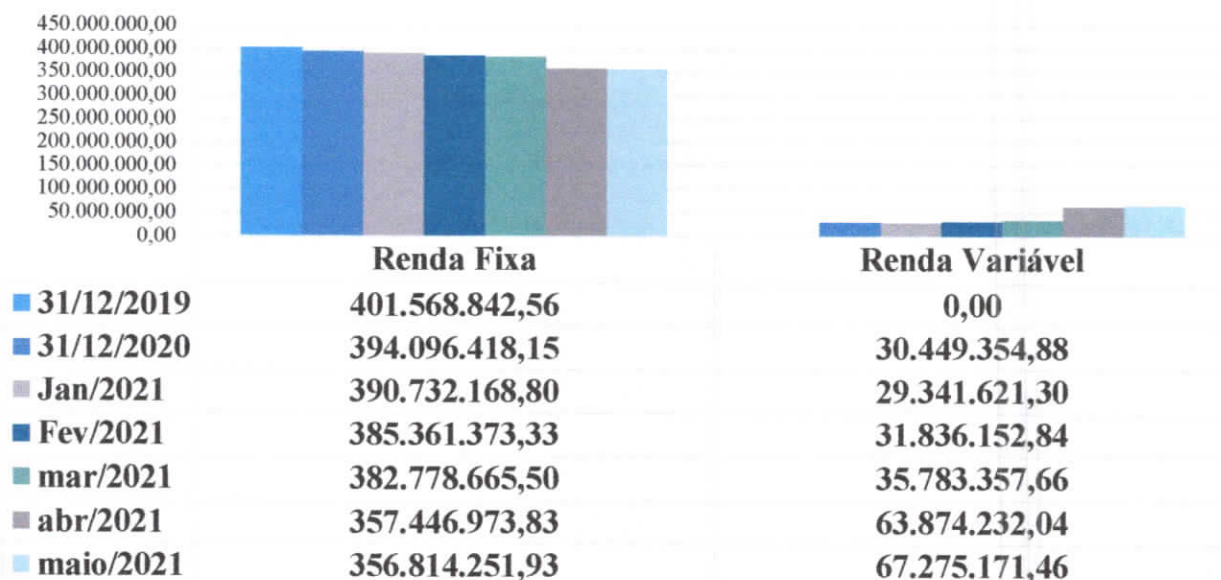 450.000.000,00
400.000.000,00
350.000.000,00
300.000.000,00
250.000.000,00
200.000.000,00
150.000.000,00
100.000.000,00
50.000.000,00
0,00
Renda Fixa Renda Variável
31/12/2019 401.568.842,56 0,00
31/12/2020 394.096.418,15 30.449.354,88
Jan/2021 390.732.168,80 29.341.621,30
Fev/2021 385.361.373,33 31.836.152,84
mar/2021 382.778.665,50 35.783.357,66
abr/2021 357.446.973,83 63.874.232,04
maio/2021 356.814.251,93 67.275.171,46